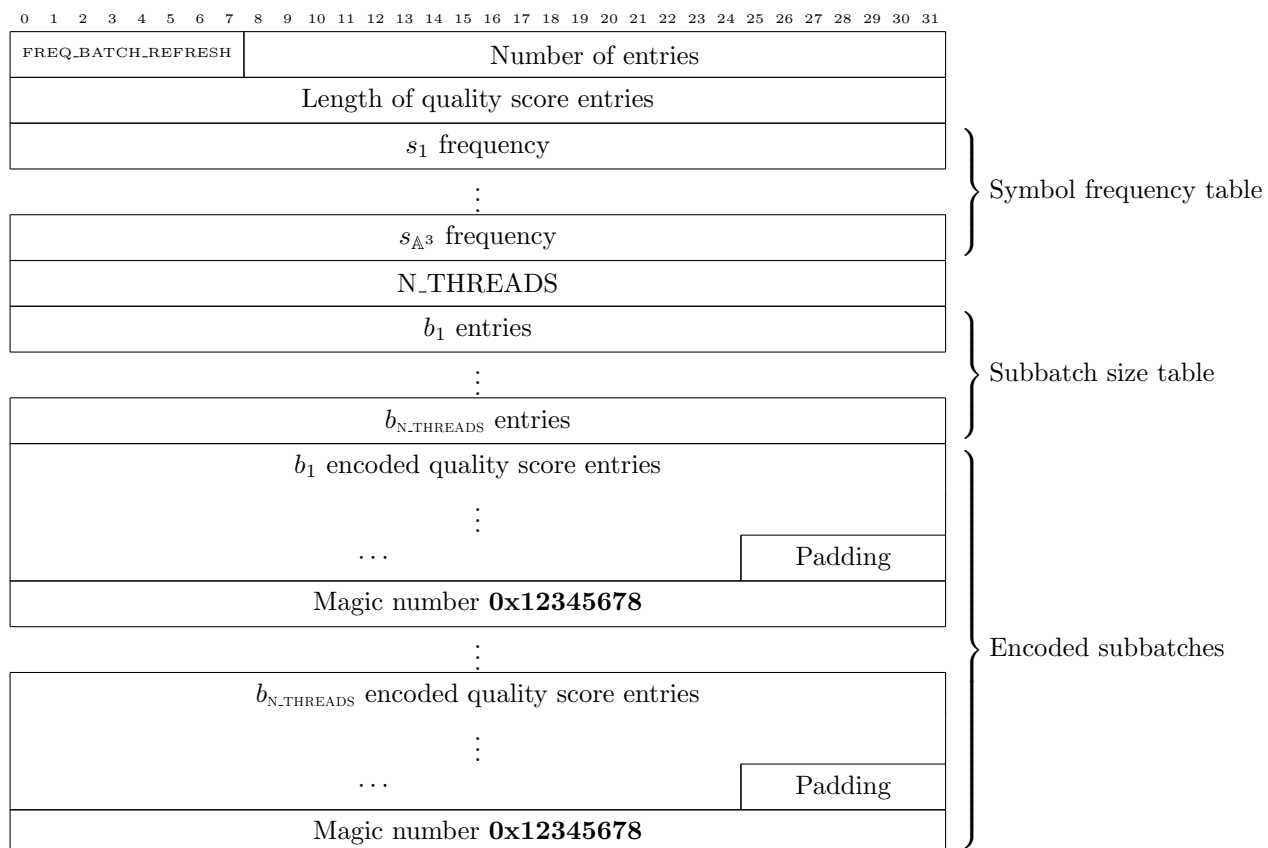 0 1 2 3 4 5 6 7 8 9 10 11 12 13 14 15 16 17 18 19 20 21 22 23 24 25 26 27 28 29 30 31
FREQ_BATCH_REFRESH Number of entries
Length of quality score entries
s₁ frequency
⋮
Symbol frequency table
s_𝔸³ frequency
N_THREADS
b₁ entries
⋮
Subbatch size table
b_N_THREADS entries
b₁ encoded quality score entries
⋮
... Padding
Magic number 0x12345678
⋮
Encoded subbatches
b_N_THREADS encoded quality score entries
⋮
... Padding
Magic number 0x12345678